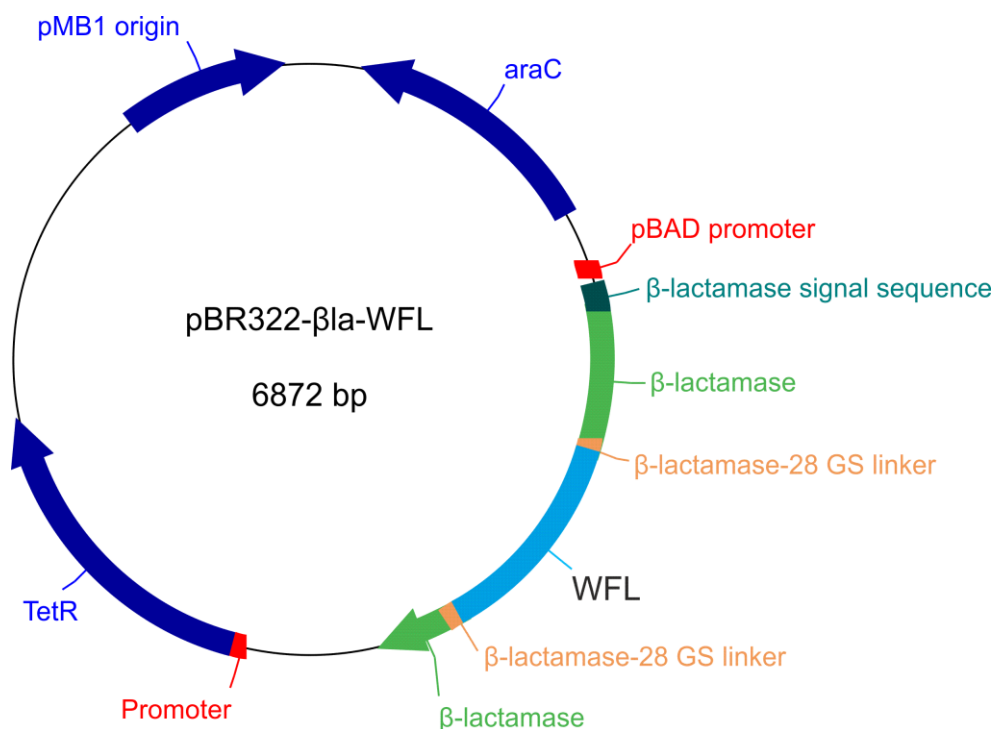 pMB1 origin
araC
pBAD promoter
β-lactamase signal sequence
pBR322-βla-WFL
6872 bp
β-lactamase
β-lactamase-28 GS linker
WFL
TetR
β-lactamase-28 GS linker
Promoter
β-lactamase